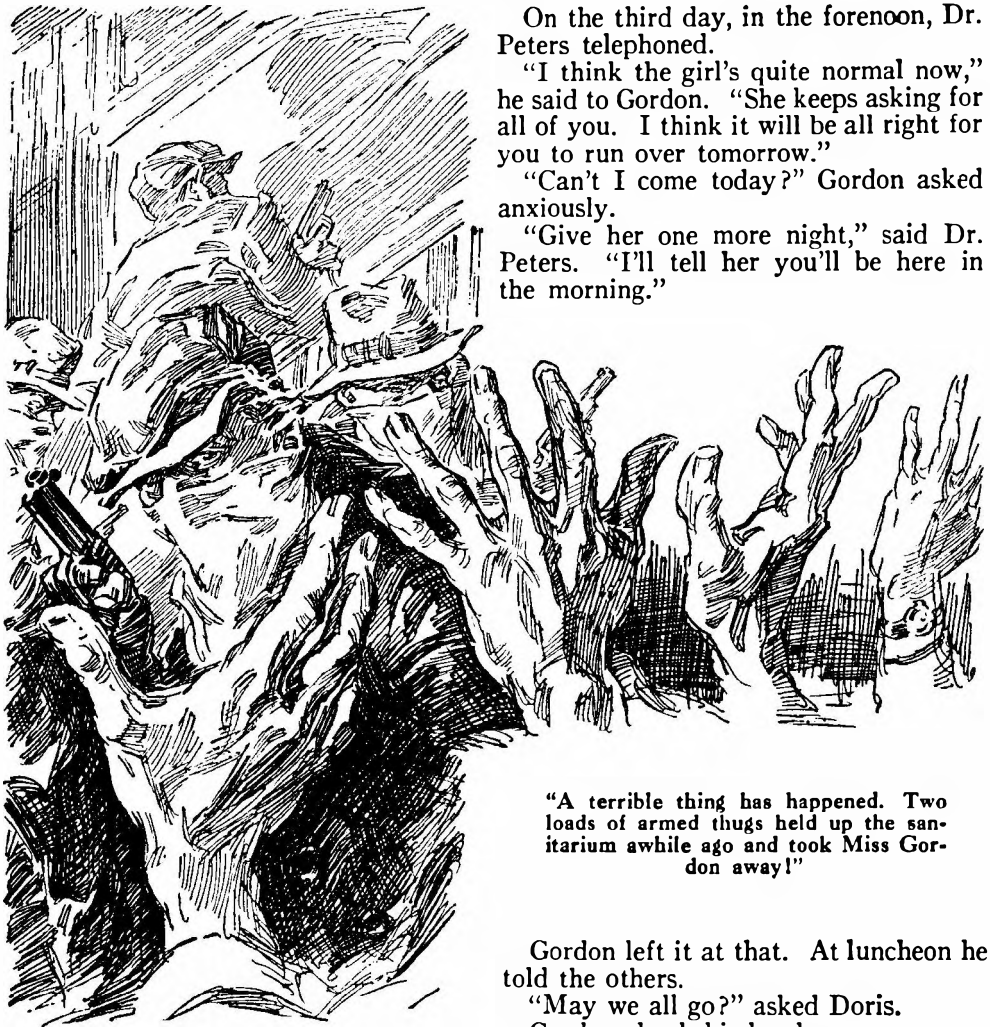 On the third day, in the forenoon, Dr.
Peters telephoned.
"I think the girl's quite normal now,"
he said to Gordon. "She keeps asking for
all of you. I think it will be all right for
you to run over tomorrow."
"Can't I come today?" Gordon asked
anxiously.
"Give her one more night," said Dr.
Peters. "I'll tell her you'll be here in
the morning."
"A terrible thing has happened. Two
loads of armed thugs held up the san-
itarium awhile ago and took Miss Gor-
don away!"
Gordon left it at that. At luncheon he
told the others.
"May we all go?" asked Doris.